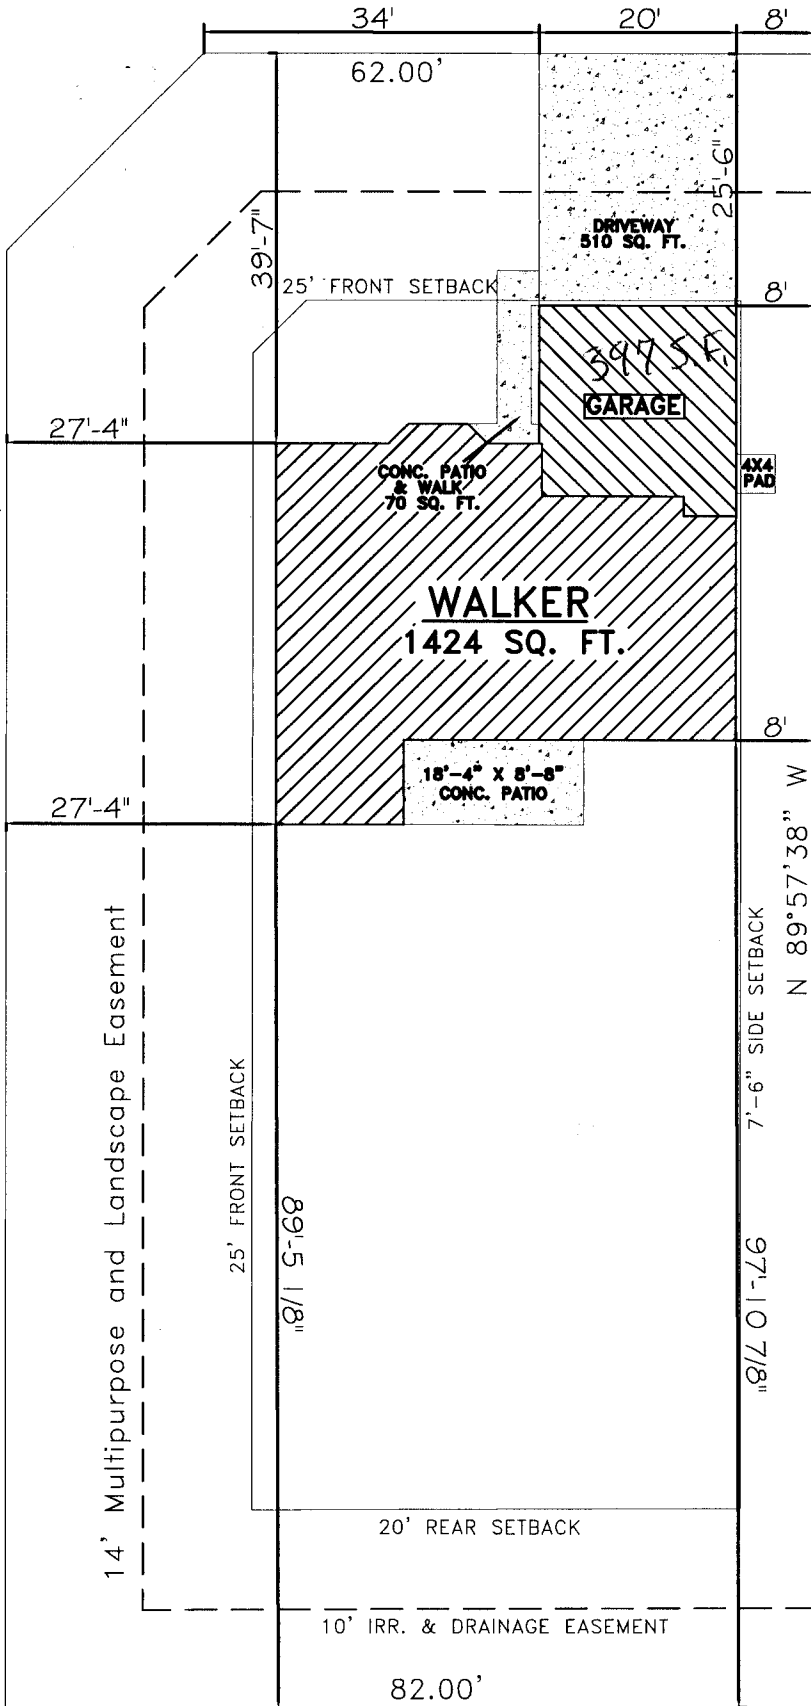 34'
20'
8'
62.00'
39'-7"
25'-6"
DRIVEWAY
510 SQ. FT.
25' FRONT SETBACK
8'
397 S.F.
GARAGE
27'-4"
CONC. PATIO
& WALK
70 SQ. FT.
4X4
PAD
WALKER
1424 SQ. FT.
8'
18'-4" X 8'-8"
CONC. PATIO
27'-4"
N 89°57'38" W
7'-6" SIDE SETBACK
14' Multipurpose and Landscape Easement
25' FRONT SETBACK
89'-5 1/8"
97'-10 7/8"
20' REAR SETBACK
10' IRR. & DRAINAGE EASEMENT
82.00'